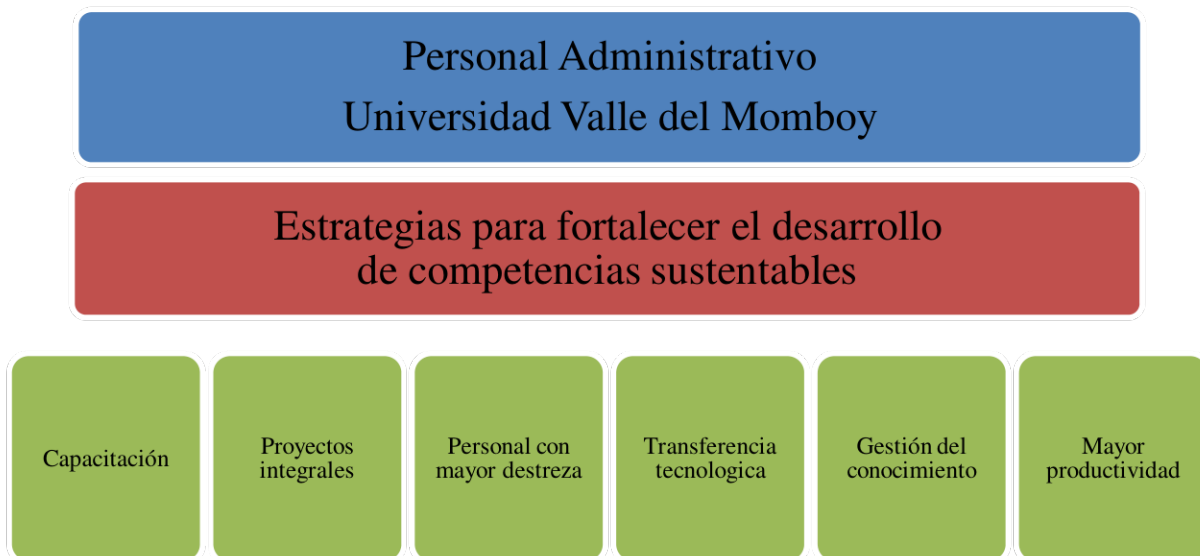 Personal Administrativo
Universidad Valle del Momboy
Estrategias para fortalecer el desarrollo
de competencias sustentables
Capacitación
Proyectos
integrales
Personal con
mayor destreza
Transferencia
tecnologica
Gestión del
conocimiento
Mayor
productividad